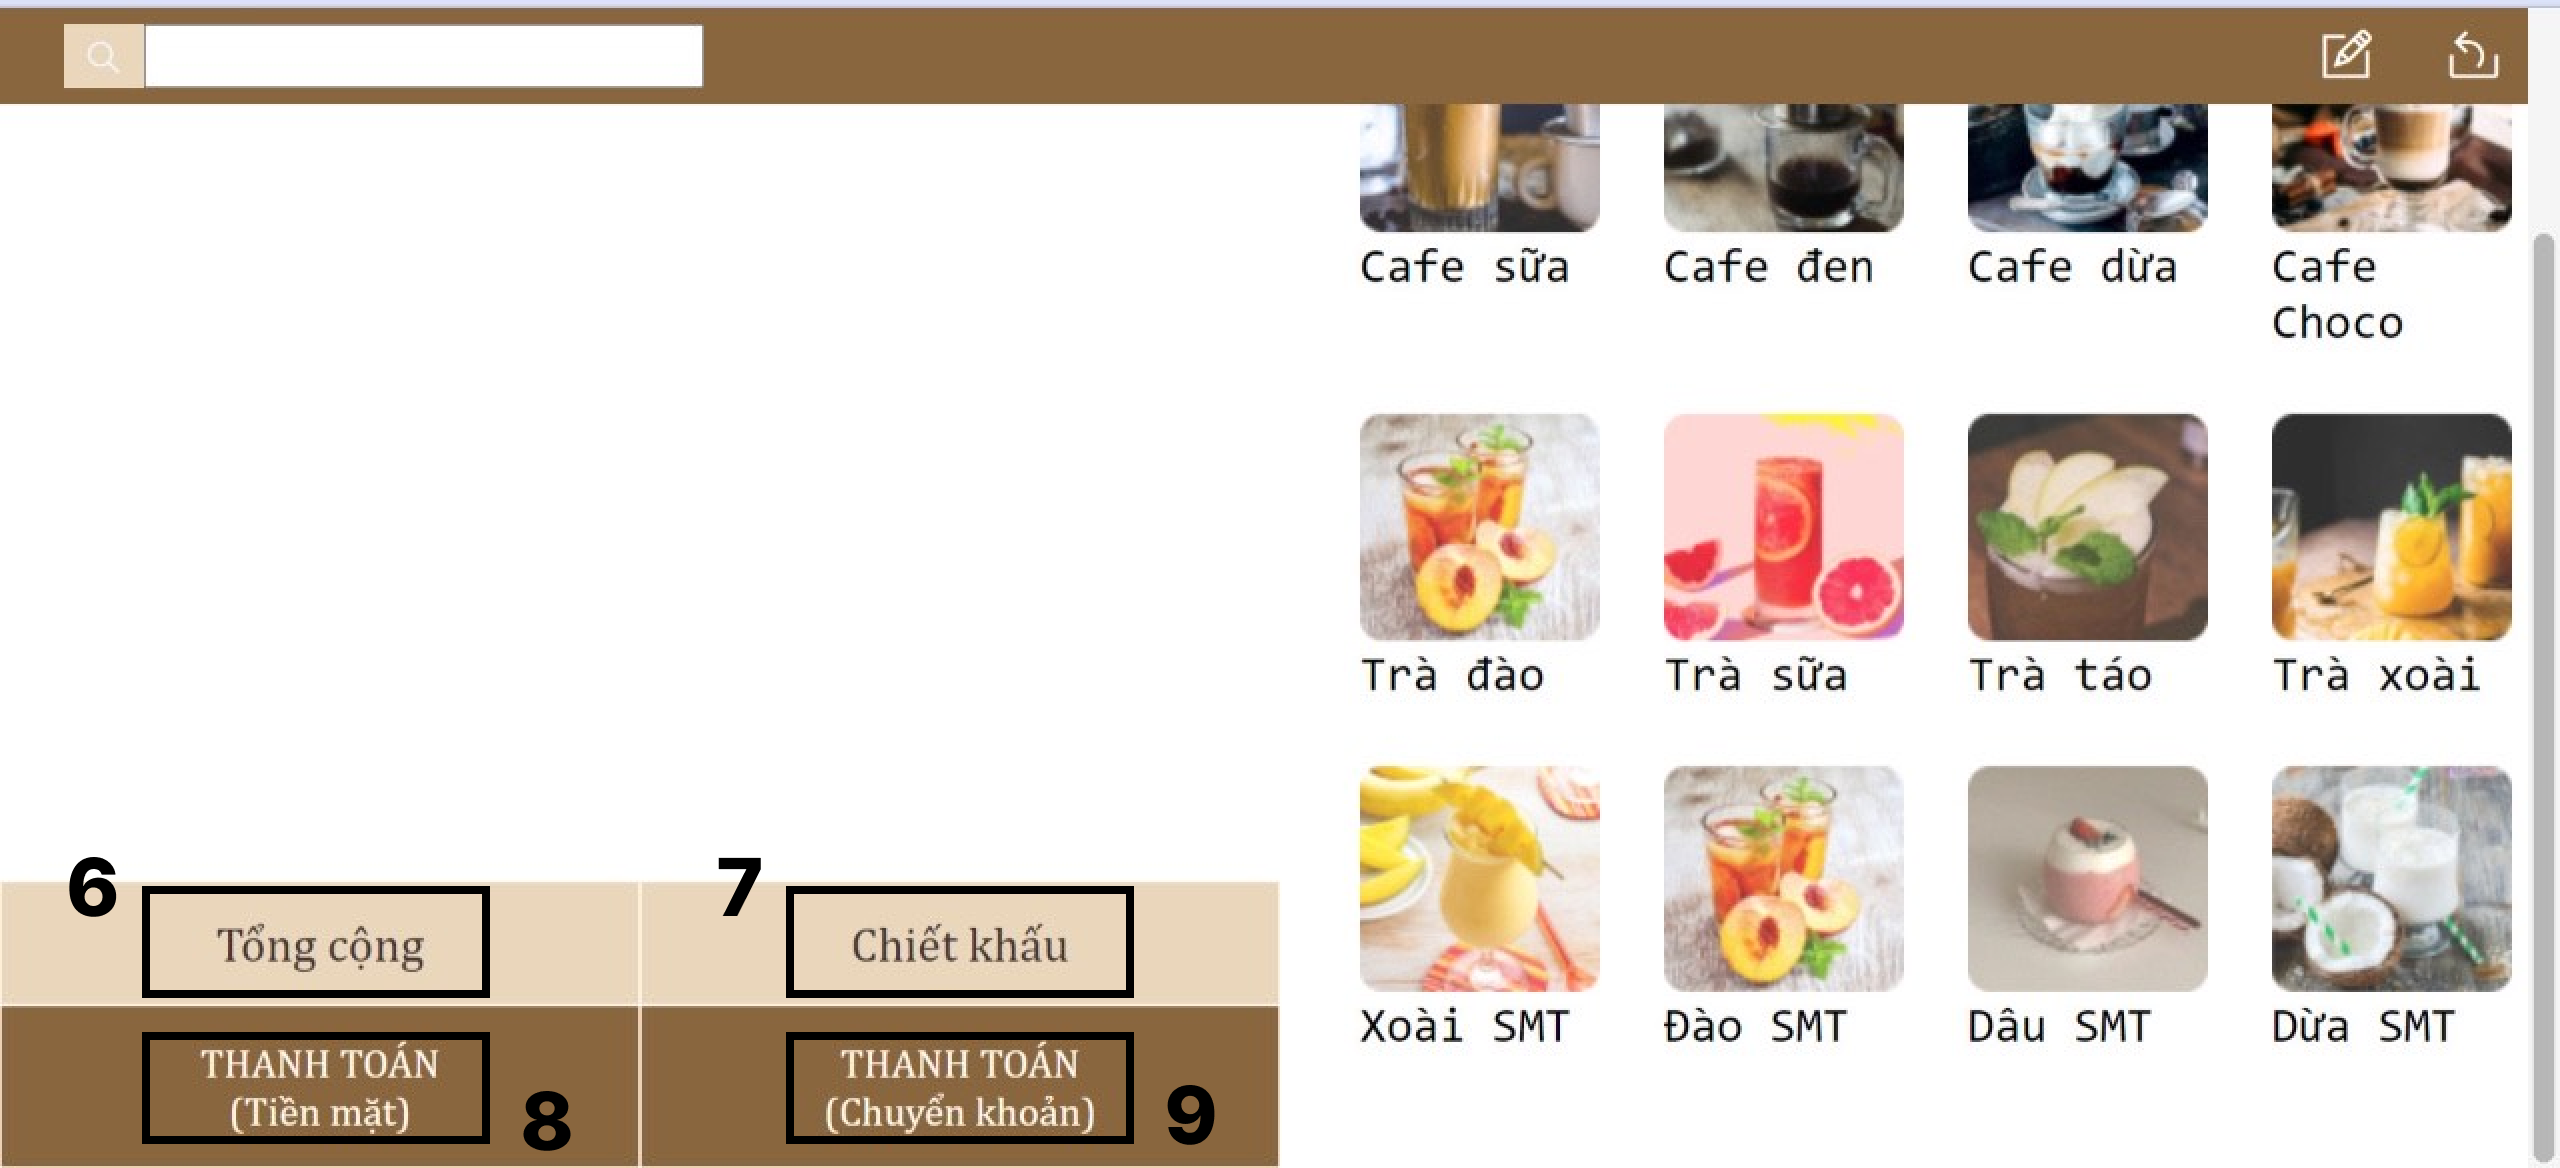 Cafe sữa
Cafe đen
Cafe dừa
Cafe
Choco
Trà đào
Trà sữa
Trà táo
Trà xoài
Xoài SMT
Đào SMT
Dâu SMT
Dừa SMT
6
Tổng cộng
7
Chiết khấu
THANH TOÁN
(Tiền mặt)
8
THANH TOÁN
(Chuyển khoản)
9